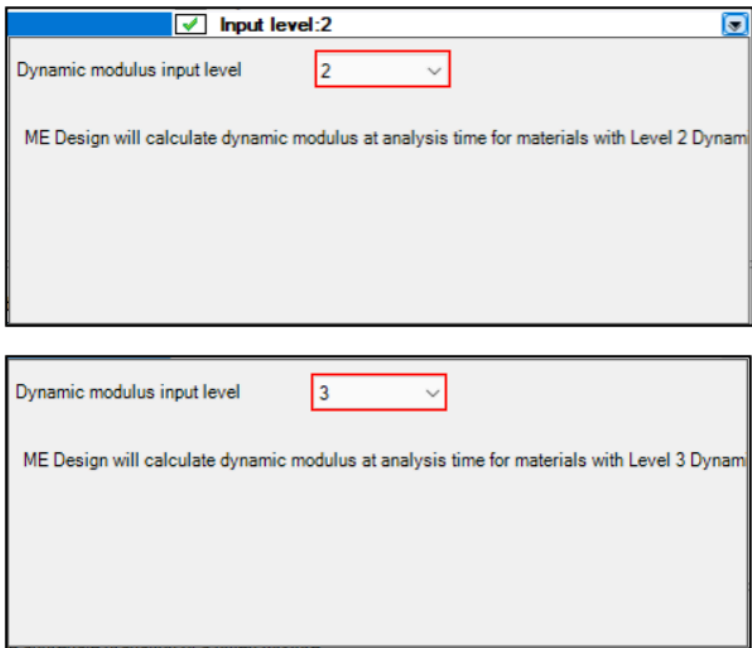 Input level:2
Dynamic modulus input level 2
ME Design will calculate dynamic modulus at analysis time for materials with Level 2 Dynam
Dynamic modulus input level 3
ME Design will calculate dynamic modulus at analysis time for materials with Level 3 Dynam